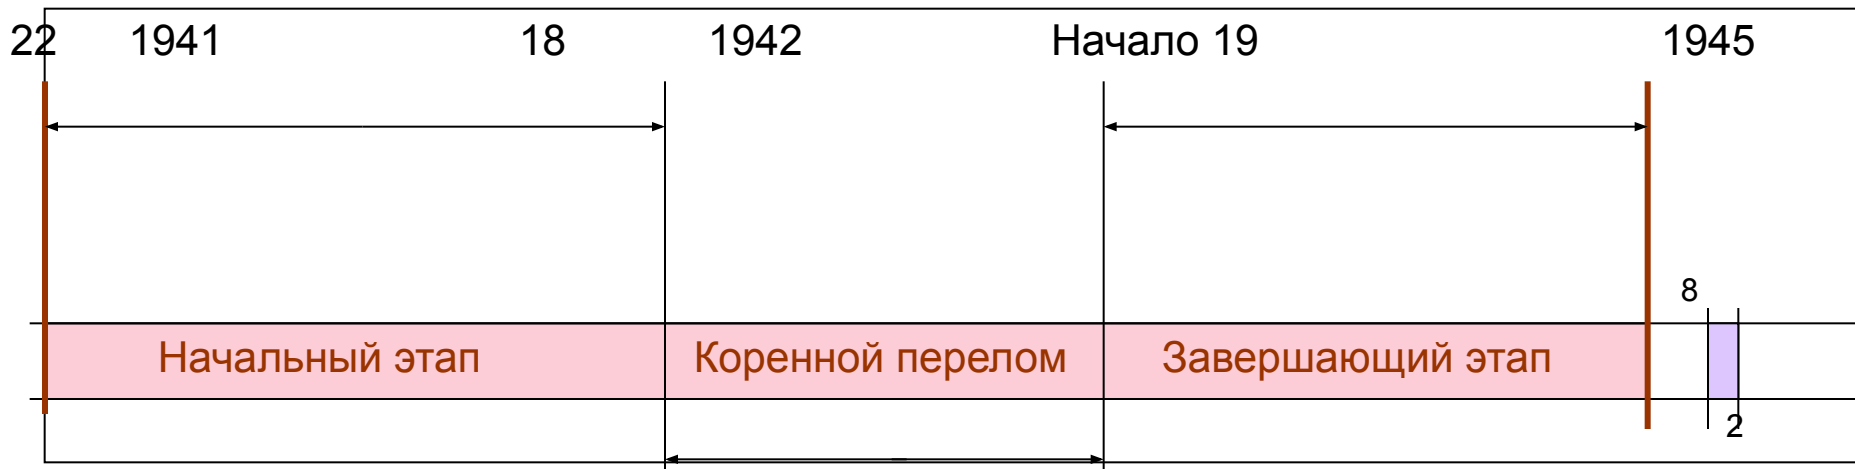 22 1941 18 1942 Начало 19 1945
8
Начальный этап Коренной перелом Завершающий этап
2